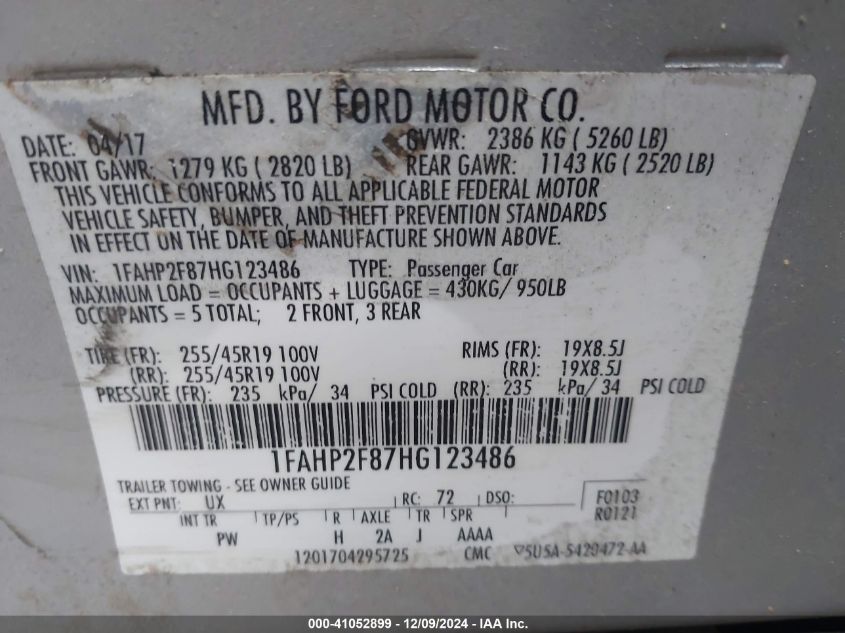 MFD. BY FORD MOTOR CO.
DATE: 04/17 GVWR: 2386 KG ( 5260 LB)
FRONT GAWR: 1279 KG ( 2820 LB) REAR GAWR: 1143 KG ( 2520 LB)
THIS VEHICLE CONFORMS TO ALL APPLICABLE FEDERAL MOTOR
VEHICLE SAFETY, BUMPER, AND THEFT PREVENTION STANDARDS
IN EFFECT ON THE DATE OF MANUFACTURE SHOWN ABOVE.
VIN: 1FAHP2F87HG123486 TYPE: Passenger Car
MAXIMUM LOAD = OCCUPANTS + LUGGAGE = 430KG/ 950LB
OCCUPANTS = 5 TOTAL; 2 FRONT, 3 REAR
TIRE (FR): 255/45R19 100V RIMS (FR): 19X8.5J
(RR): 255/45R19 100V (RR): 19X8.5J
PRESSURE (FR): 235 kPa/ 34 PSI COLD (RR): 235 kPa/ 34 PSI COLD
1FAHP2F87HG123486
TRAILER TOWING - SEE OWNER GUIDE
EXT PNT: UX RC: 72 DSO: F0103
INT TR TP/PS R AXLE TR SPR R0121
PW H 2A J AAAA
1201704295725 CMC 5U5A-5420472-AA
000-41052899 - 12/09/2024 - IAA Inc.